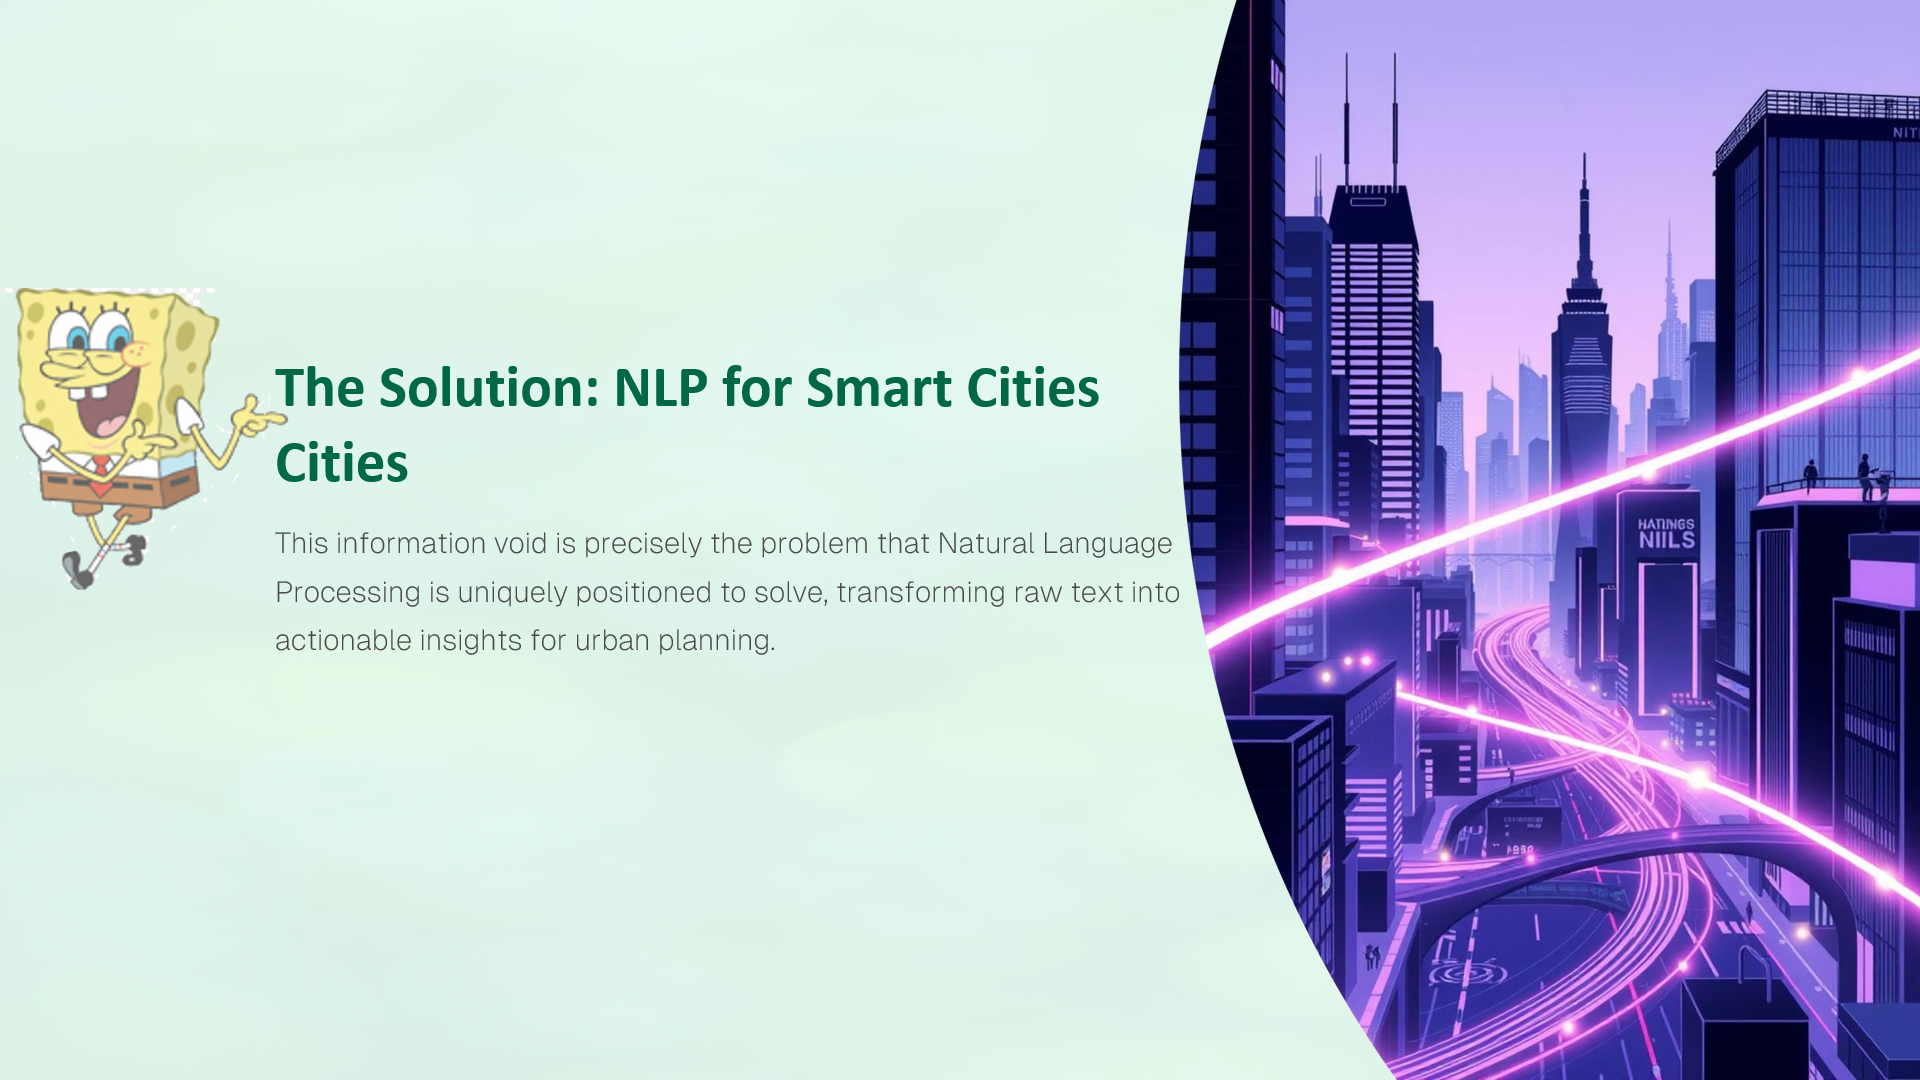 The Solution: NLP for Smart Cities
Cities
This information void is precisely the problem that Natural Language
Processing is uniquely positioned to solve, transforming raw text into
actionable insights for urban planning.
HATINGS
NIILS